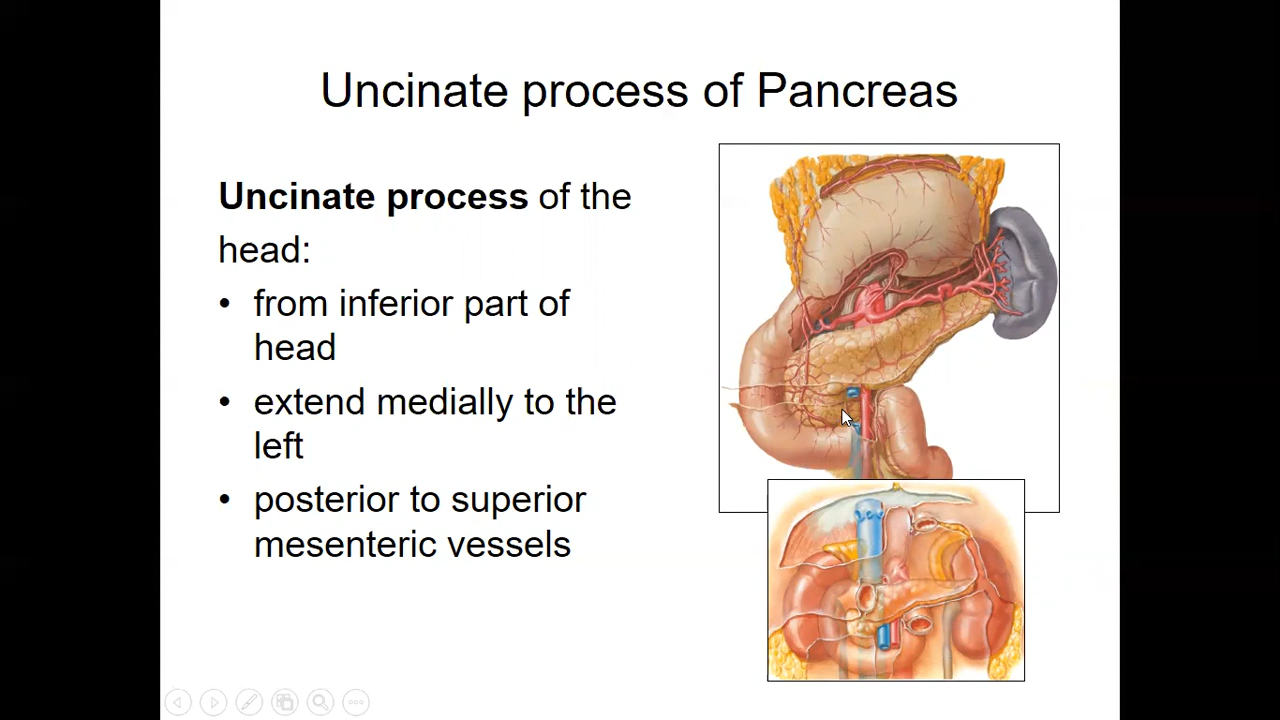 Uncinate process of Pancreas
Uncinate process of the
head:
• from inferior part of
head
• extend medially to the
left
• posterior to superior
mesenteric vessels